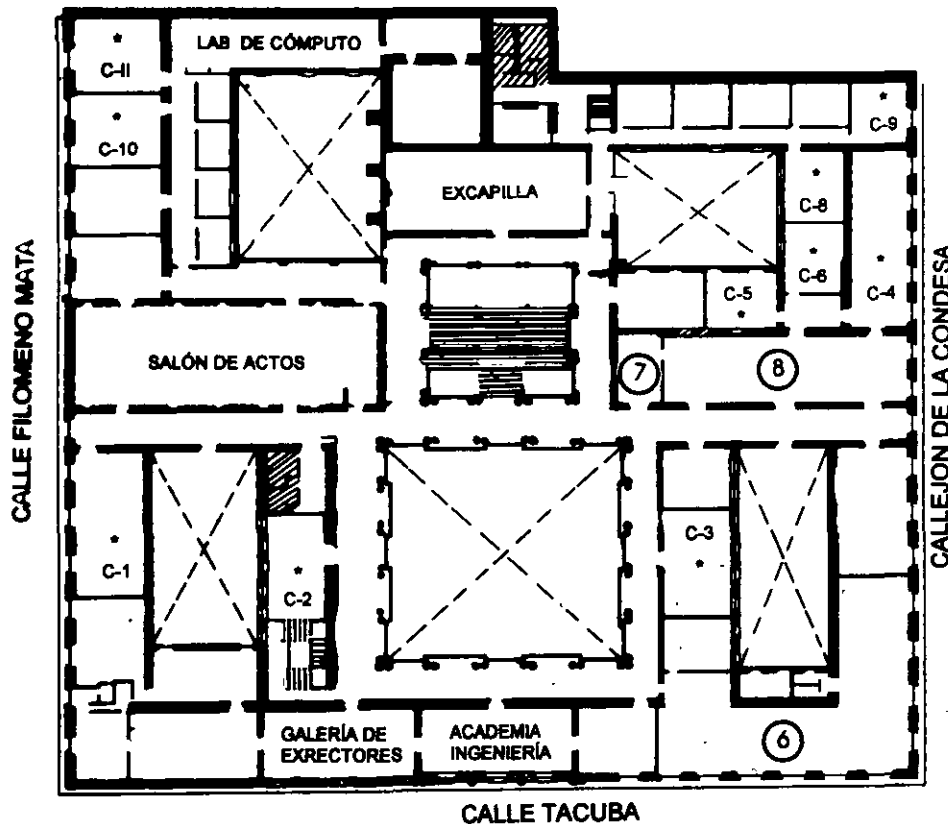 LAB DE CÓMPUTO
C-11
C-10
C-9
EXCAPILLA
C-8
C-6
C-4
C-5
SALÓN DE ACTOS
7
8
CALLE FILOMENO MATA
CALLEJON DE LA CONDESA
C-1
C-2
C-3
GALERÍA DE
EXRECTORES
ACADEMIA
INGENIERÍA
6
CALLE TACUBA